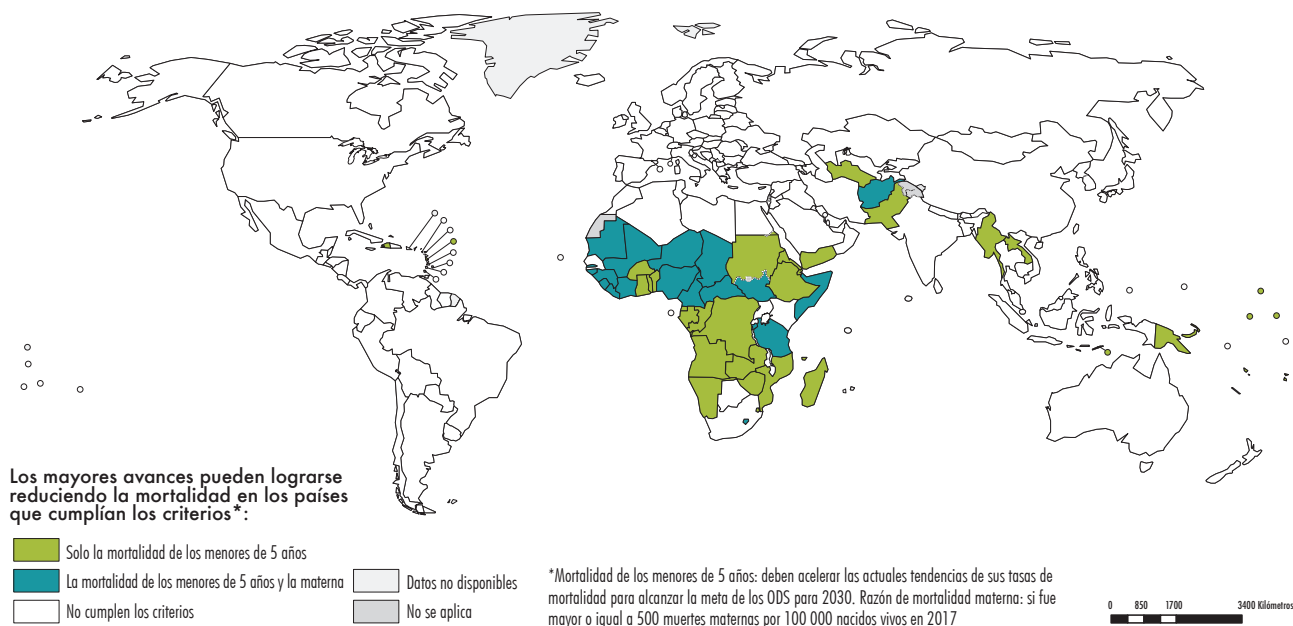 Los mayores avances pueden lograrse
reduciendo la mortalidad en los países
que cumplían los criterios*:
Solo la mortalidad de los menores de 5 años
La mortalidad de los menores de 5 años y la materna
No cumplen los criterios
Datos no disponibles
No se aplica
*Mortalidad de los menores de 5 años: deben acelerar las actuales tendencias de sus tasas de
mortalidad para alcanzar la meta de los ODS para 2030. Razón de mortalidad materna: si fue
mayor o igual a 500 muertes maternas por 100 000 nacidos vivos en 2017
0 850 1700 3400 Kilómetros